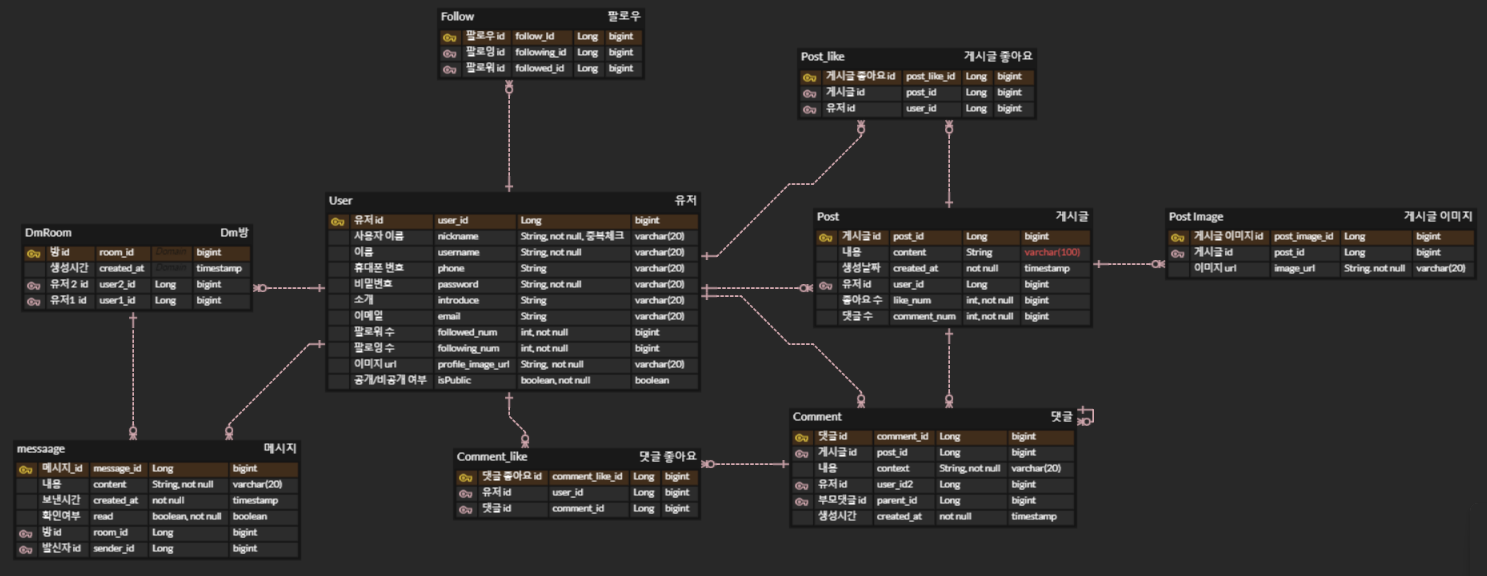 Follow 팔로우
팔로우 id follow_Id Long bigint
팔로잉 id following_id Long bigint
팔로워 id followed_id Long bigint
Post_like 게시글 좋아요
게시글 좋아요 id post_like_id Long bigint
게시글 id post_id Long bigint
유저 id user_id Long bigint
User 유저
유저 id user_id Long bigint
사용자 이름 nickname String, not null, 중복체크 varchar(20)
이름 username String, not null varchar(20)
휴대폰 번호 phone String varchar(20)
비밀번호 password String, not null varchar(20)
소개 introduce String varchar(20)
이메일 email String varchar(20)
팔로워 수 followed_num int, not null bigint
팔로잉 수 following_num int, not null bigint
이미지 url profile_image_url String, not null varchar(20)
공개/비공개 여부 isPublic boolean, not null boolean
DmRoom Dm방
방 id room_id Domain bigint
생성시간 created_at Domain timestamp
유저 2 id user2_id Long bigint
유저1 id user1_id Long bigint
Post 게시글
게시글 id post_id Long bigint
내용 content String varchar(100)
생성날짜 created_at not null timestamp
유저 id user_id Long bigint
좋아요 수 like_num int, not null bigint
댓글 수 comment_num int, not null bigint
Post Image 게시글 이미지
게시글 이미지 id post_image_id Long bigint
게시글 id post_id Long bigint
이미지 url image_url String, not null varchar(20)
messaage 메시지
메시지_id message_id Long bigint
내용 content String, not null varchar(20)
보낸시간 created_at not null timestamp
확인여부 read boolean, not null boolean
방 id room_id Long bigint
발신자 id sender_id Long bigint
Comment_like 댓글 좋아요
댓글 좋아요 id comment_like_id Long bigint
유저 id user_id Long bigint
댓글 id comment_id Long bigint
Comment 댓글
댓글 id comment_id Long bigint
게시글 id post_id Long bigint
내용 context String, not null varchar(20)
유저 id user_id2 Long bigint
부모댓글 id parent_id Long bigint
생성시간 created_at not null timestamp